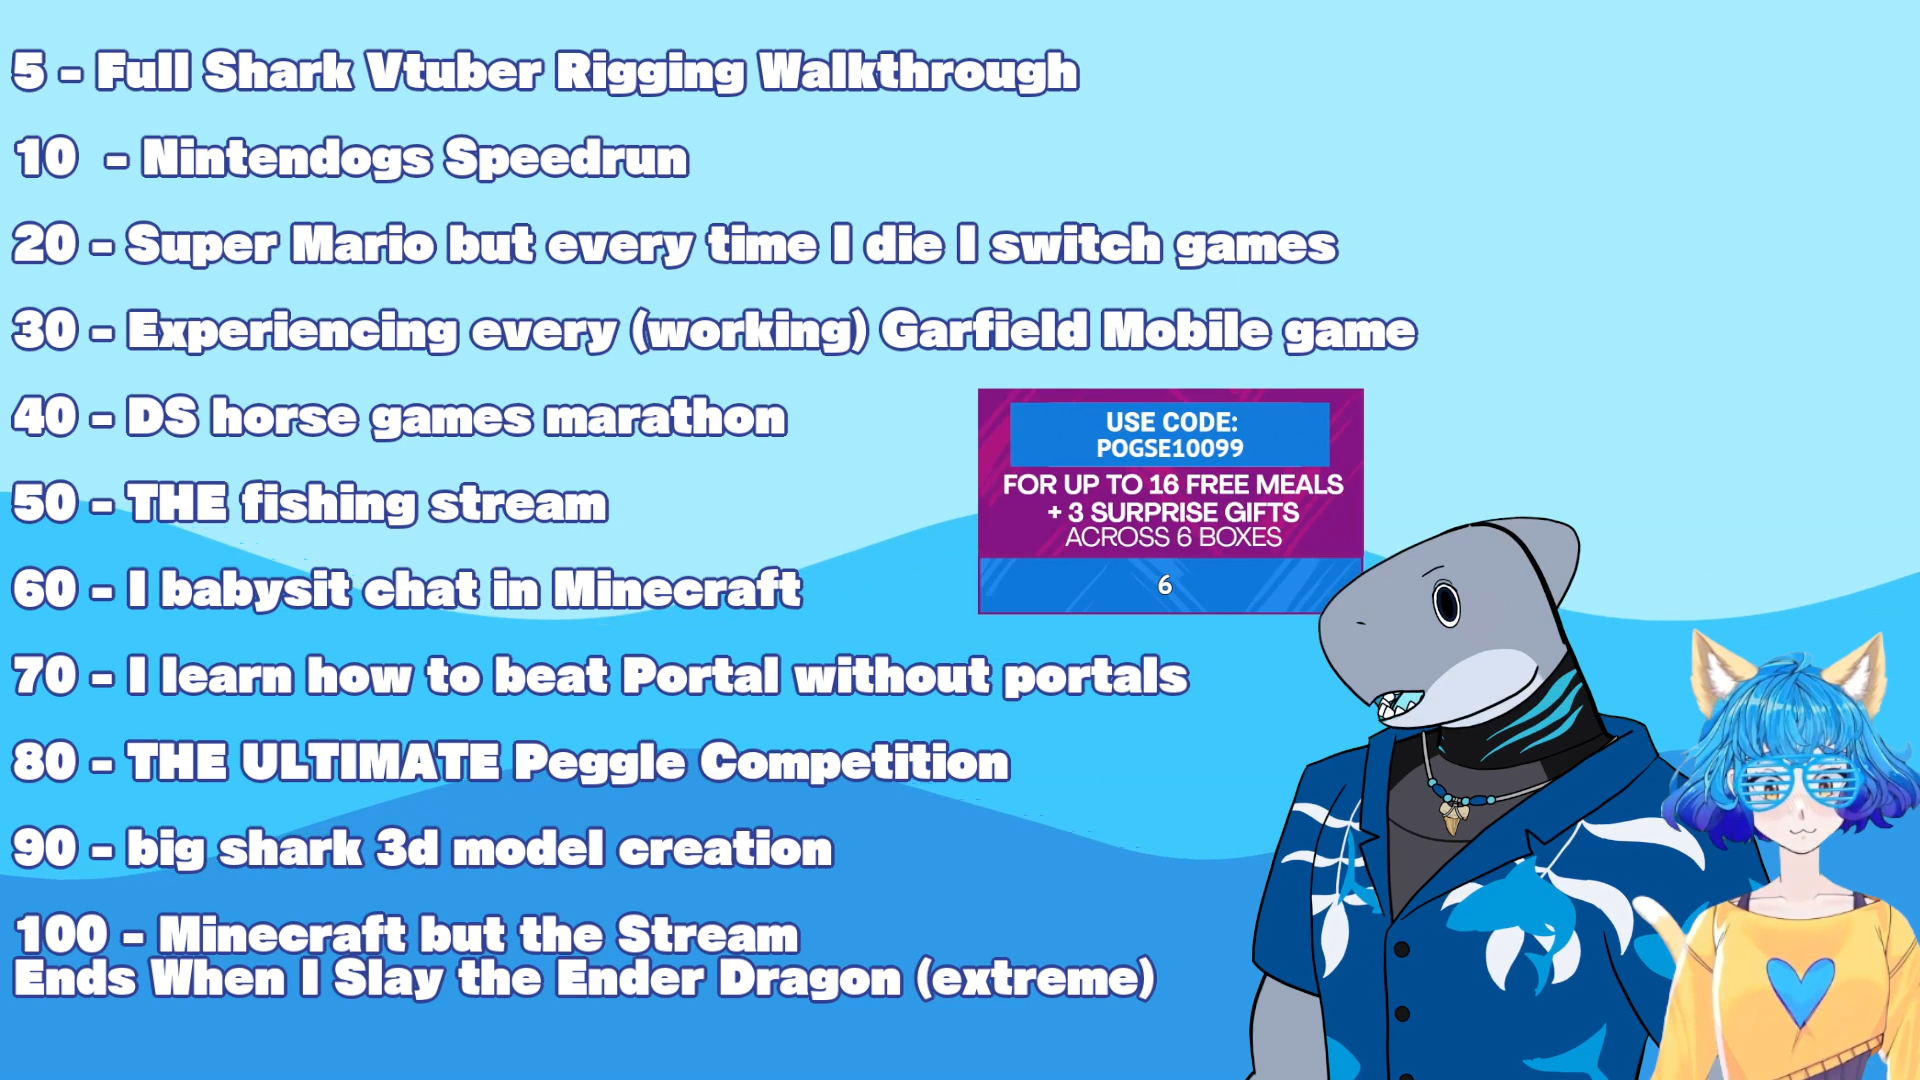 5 - Full Shark Vtuber Rigging Walkthrough
10 - Nintendogs Speedrun
20 - Super Mario but every time I die I switch games
30 - Experiencing every (working) Garfield Mobile game
40 - DS horse games marathon
50 - THE fishing stream
60 - I babysit chat in Minecraft
70 - I learn how to beat Portal without portals
80 - THE ULTIMATE Peggle Competition
90 - big shark 3d model creation
100 - Minecraft but the Stream
Ends When I Slay the Ender Dragon (extreme)
USE CODE:
POGSE10099
FOR UP TO 16 FREE MEALS
+ 3 SURPRISE GIFTS
ACROSS 6 BOXES
6